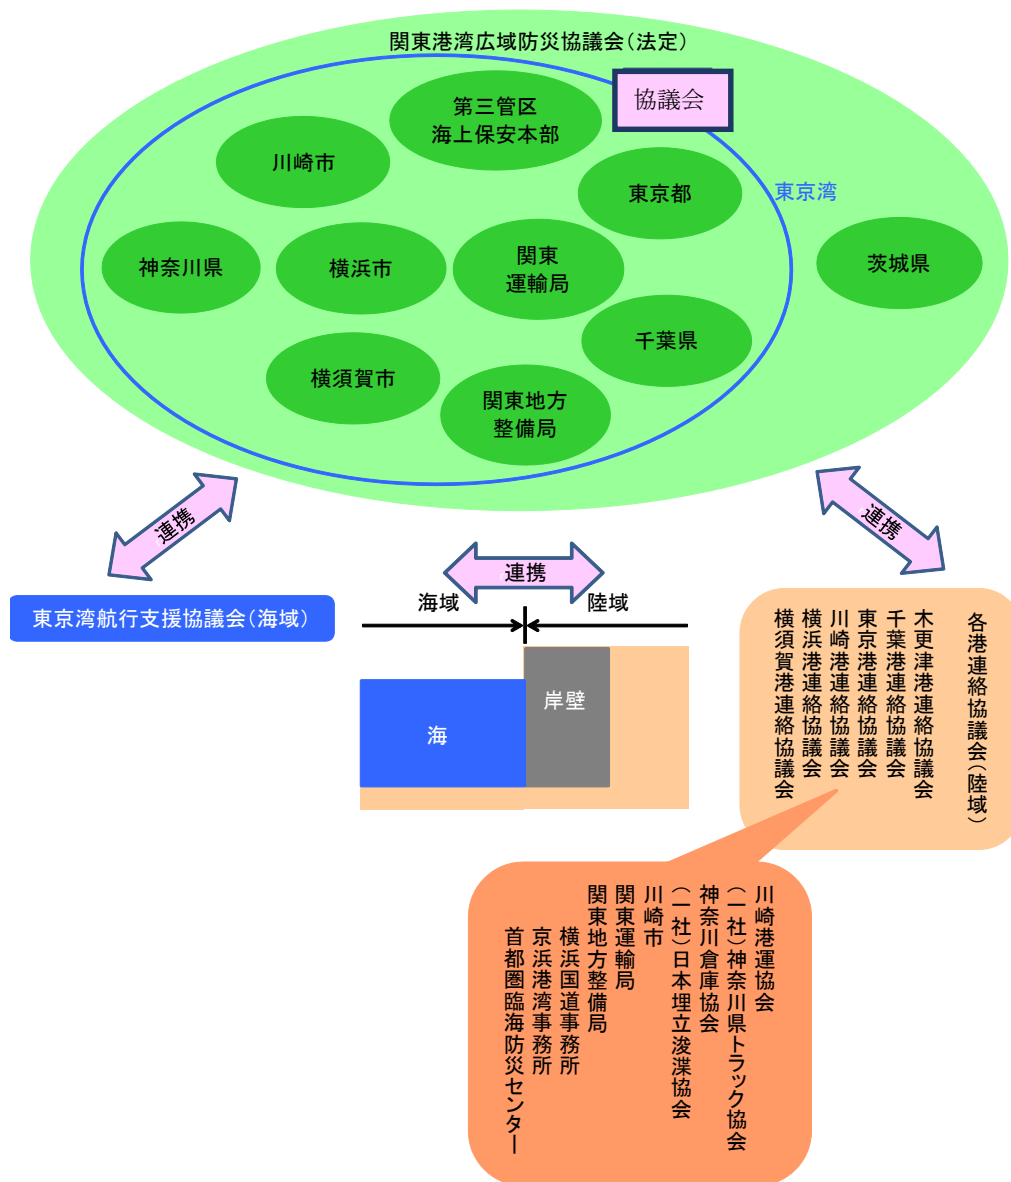 関東港湾広域防災協議会(法定)
協議会
第三管区
海上保安本部
川崎市
東京都
東京湾
神奈川県
横浜市
関東
運輸局
茨城県
千葉県
横須賀市
関東地方
整備局
連携
連携
連携
海域
陸域
東京湾航行支援協議会(海域)
岸壁
海
各港連絡協議会(陸域)
木更津港連絡協議会
千葉港連絡協議会
東京港連絡協議会
川崎港連絡協議会
横浜港連絡協議会
横須賀港連絡協議会
川崎港運協会
(一社)神奈川県トラック協会
神奈川倉庫協会
(一社)日本埋立浚渫協会
川崎市
関東運輸局
関東地方整備局
横浜国道事務所
京浜港湾事務所
首都圏臨海防災センター